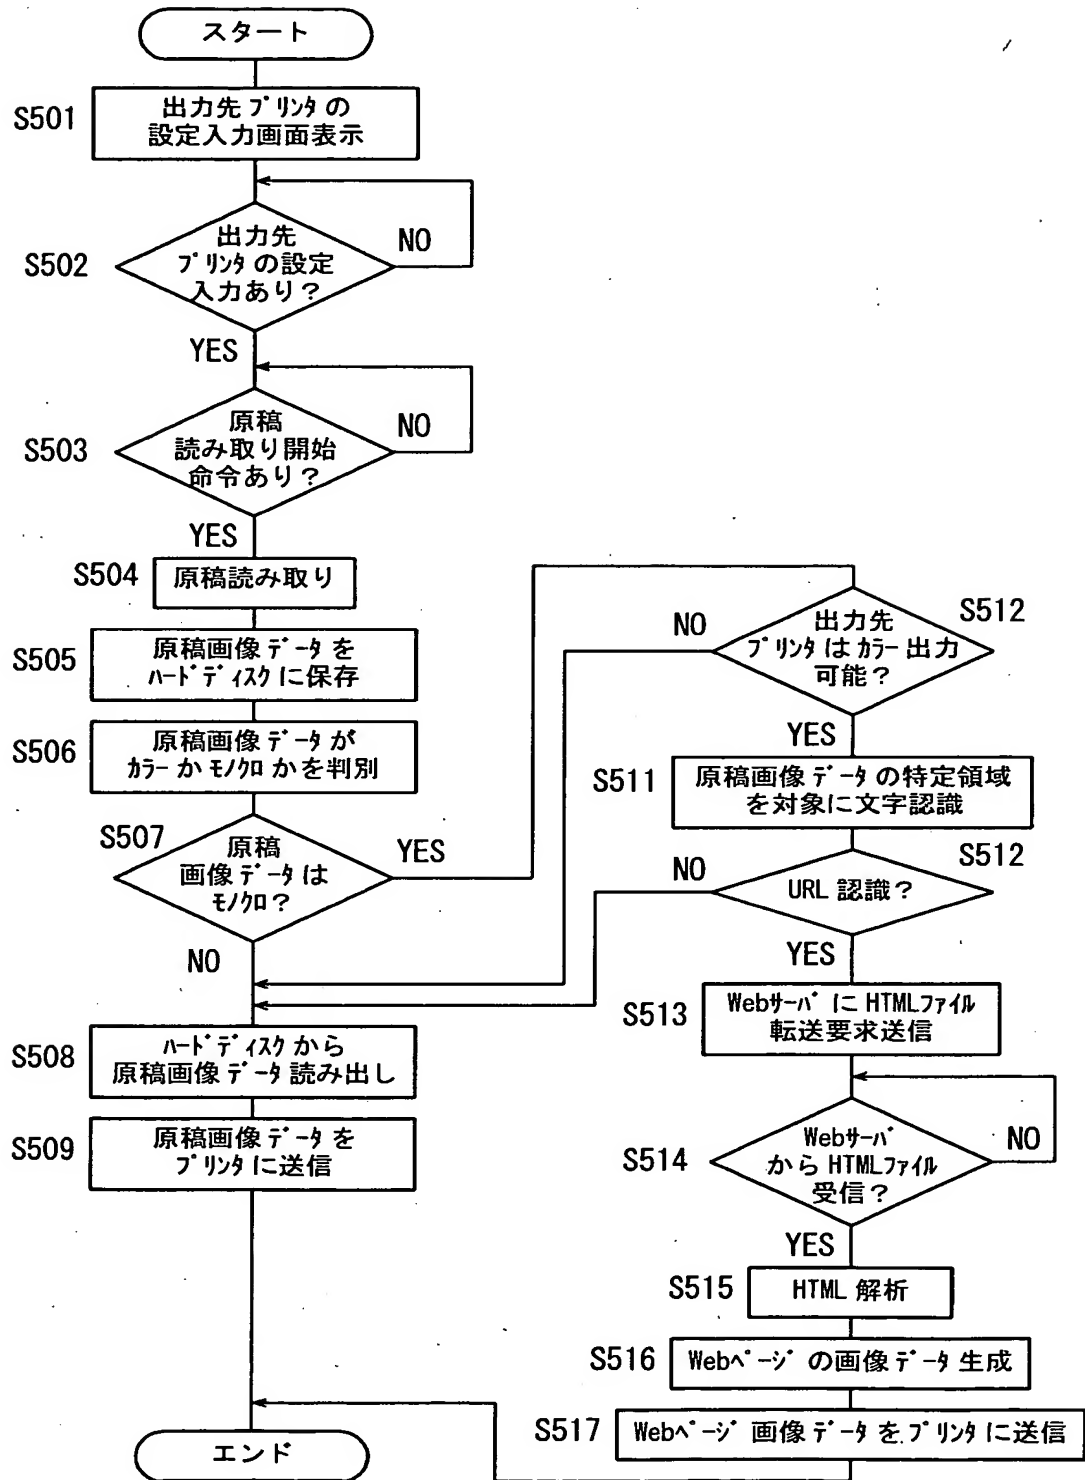 スタート
S501
出力先プリンタの
設定入力画面表示
S502
出力先
プリンタの設定
入力あり？
NO
YES
S503
原稿
読み取り開始
命令あり？
NO
YES
S504
原稿読み取り
S505
原稿画像データを
ハードディスクに保存
S506
原稿画像データが
カラーかモノクロかを判別
S507
原稿
画像データは
モノクロ？
YES
NO
S508
ハードディスクから
原稿画像データ読み出し
S509
原稿画像データを
プリンタに送信
エンド
S512
出力先
プリンタはカラー出力
可能？
NO
YES
S511
原稿画像データの特定領域
を対象に文字認識
S512
URL認識？
NO
YES
S513
WebサーバにHTMLファイル
転送要求送信
S514
Webサーバ
からHTMLファイル
受信？
NO
YES
S515
HTML解析
S516
Webページの画像データ生成
S517
Webページ画像データをプリンタに送信